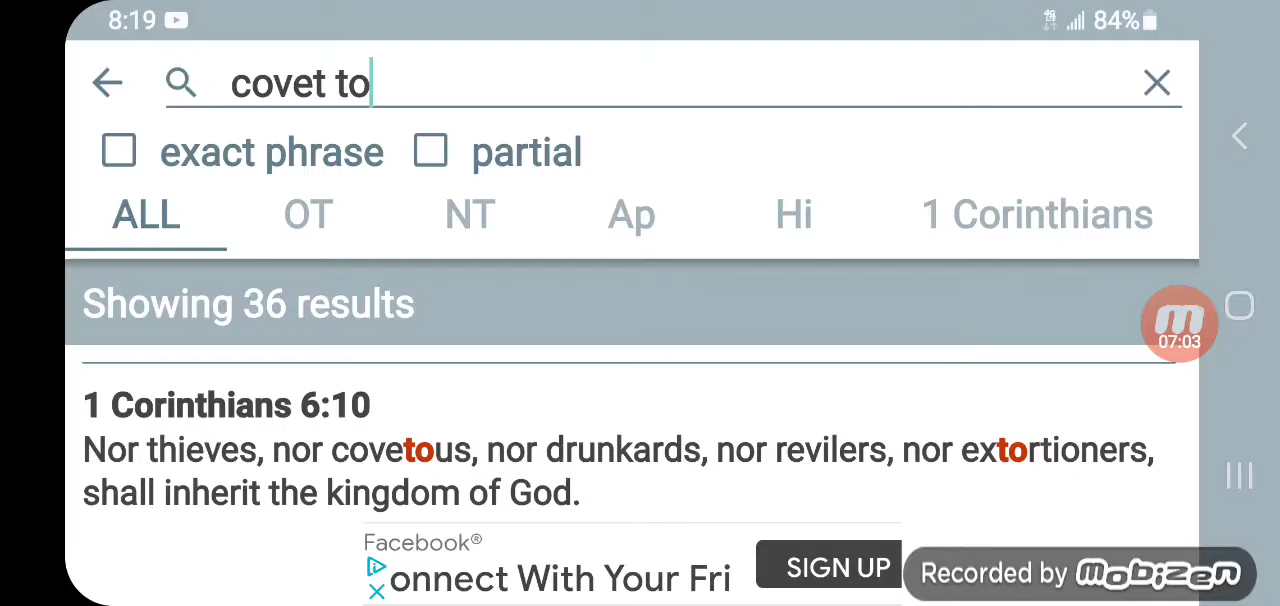 8:19 84%
covet to
exact phrase partial
ALL OT NT Ap Hi 1 Corinthians
Showing 36 results
m
07:03
1 Corinthians 6:10
Nor thieves, nor covetous, nor drunkards, nor revilers, nor extortioners,
shall inherit the kingdom of God.
Facebook®
onnect With Your Fri
SIGN UP
Recorded by mobizen